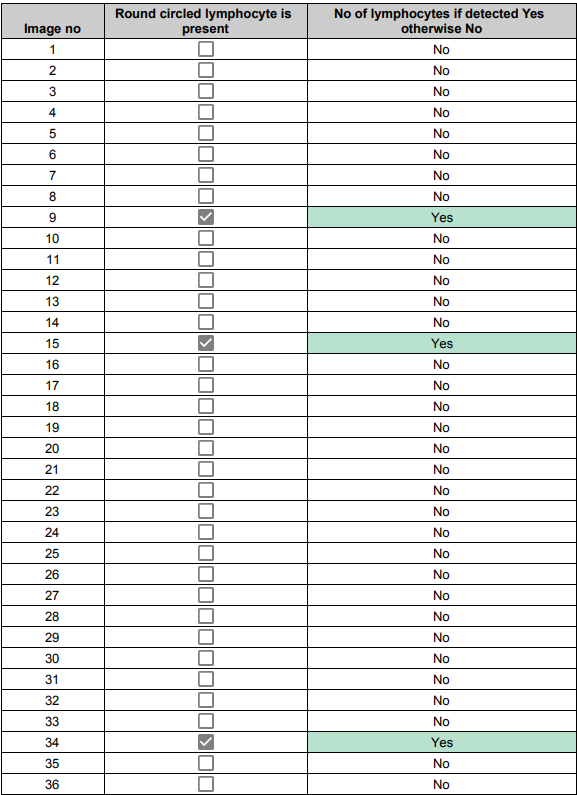 Image no Round circled lymphocyte is present No of lymphocytes if detected Yes otherwise No
1 No
2 No
3 No
4 No
5 No
6 No
7 No
8 No
9 Yes
10 No
11 No
12 No
13 No
14 No
15 Yes
16 No
17 No
18 No
19 No
20 No
21 No
22 No
23 No
24 No
25 No
26 No
27 No
28 No
29 No
30 No
31 No
32 No
33 No
34 Yes
35 No
36 No